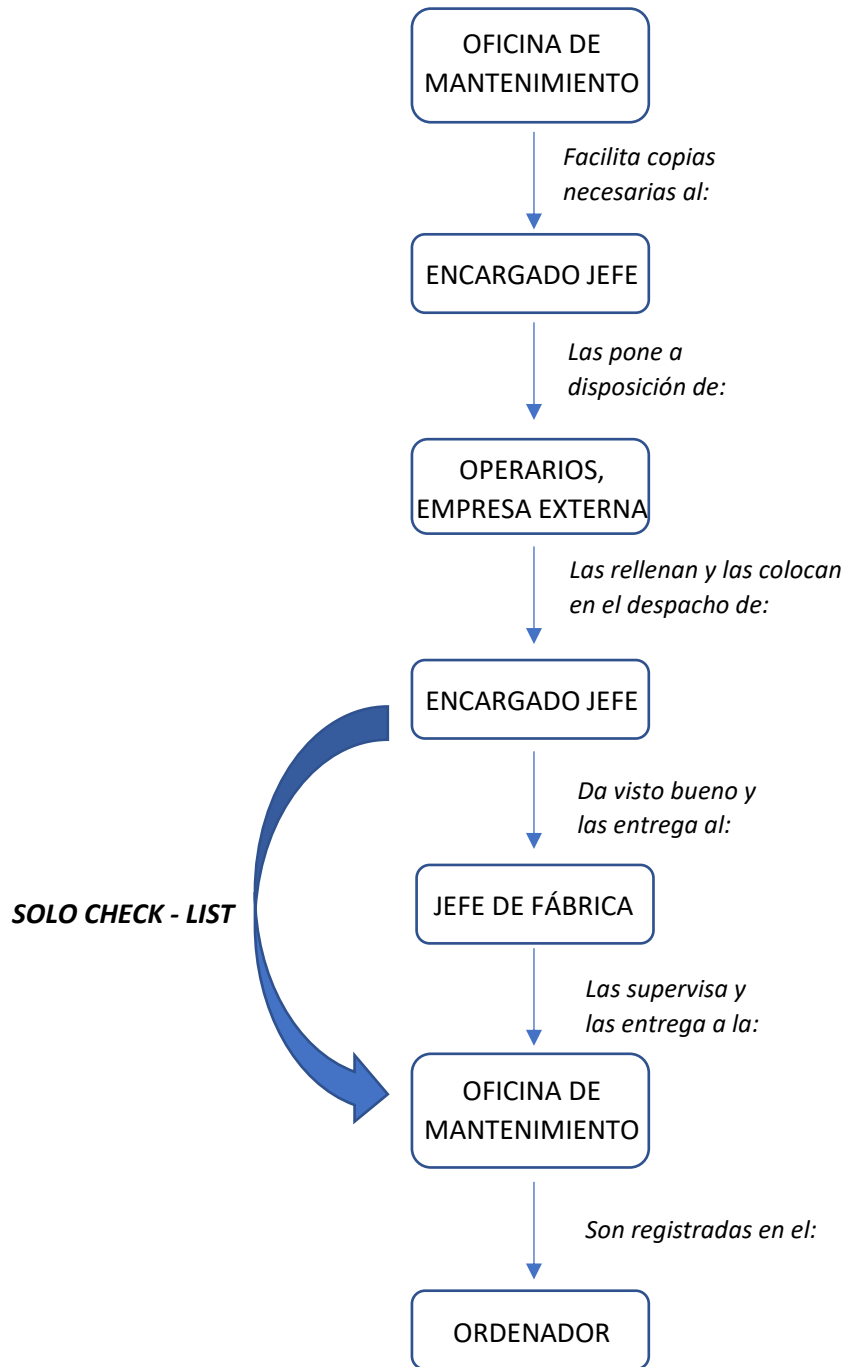 OFICINA DE
MANTENIMIENTO
Facilita copias
necesarias al:
ENCARGADO JEFE
Las pone a
disposición de:
OPERARIOS,
EMPRESA EXTERNA
Las rellenan y las colocan
en el despacho de:
ENCARGADO JEFE
Da visto bueno y
las entrega al:
JEFE DE FÁBRICA
SOLO CHECK - LIST
Las supervisa y
las entrega a la:
OFICINA DE
MANTENIMIENTO
Son registradas en el:
ORDENADOR